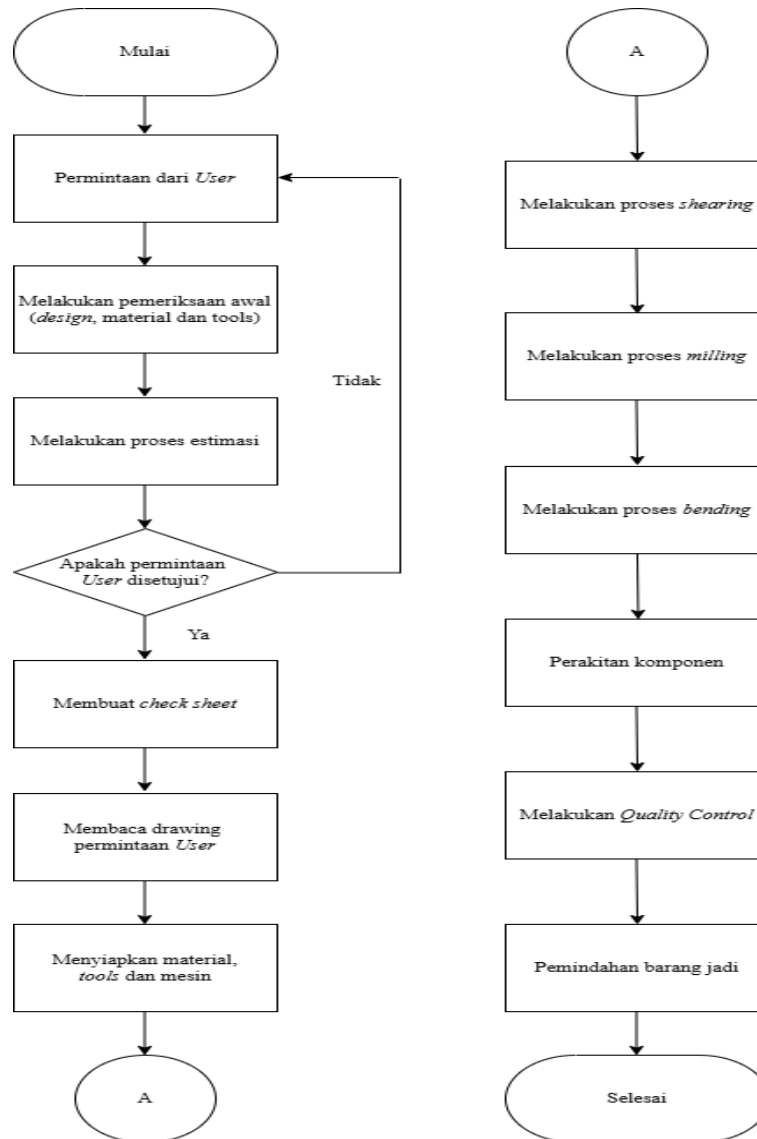 Mulai
Permintaan dari User
Melakukan pemeriksaan awal
(design, material dan tools)
Melakukan proses estimasi
Apakah permintaan
User disetujui?
Tidak
Ya
Membuat check sheet
Membaca drawing
permintaan User
Menyiapkan material,
tools dan mesin
A
A
Melakukan proses shearing
Melakukan proses milling
Melakukan proses bending
Perakitan komponen
Melakukan Quality Control
Pemindahan barang jadi
Selesai